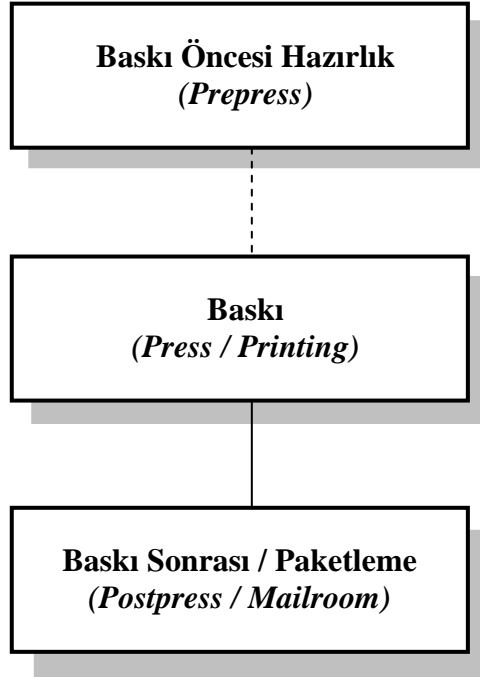 Baskı Öncesi Hazırlık
(Prepress)
Baskı
(Press / Printing)
Baskı Sonrası / Paketleme
(Postpress / Mailroom)